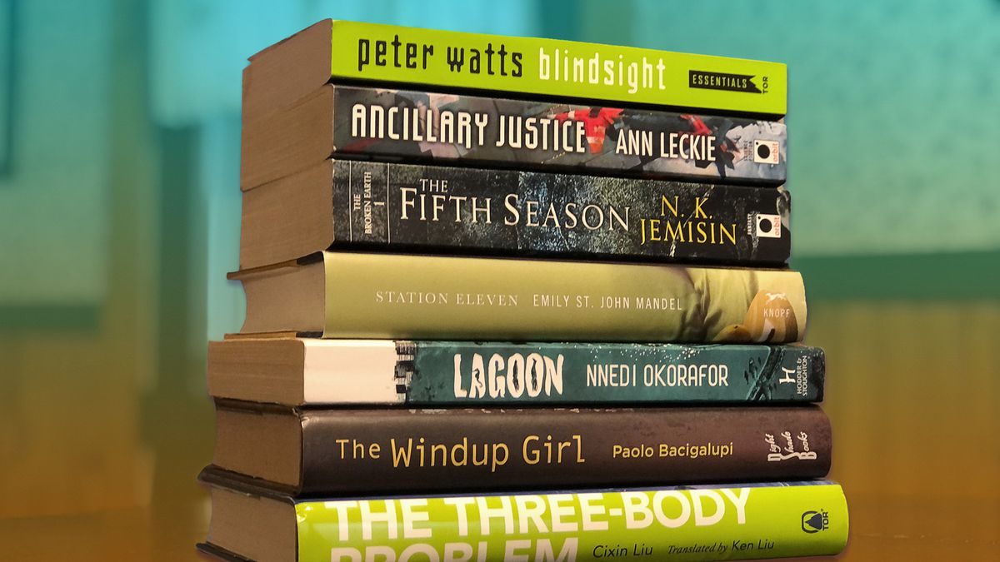 peter watts blindsight ESSENTIALS TOR
ANCILLARY JUSTICE ANN LECKIE orbit
THE BROKEN EARTH 1
THE FIFTH SEASON N. K. JEMISIN FANTASY orbit
STATION ELEVEN EMILY ST. JOHN MANDEL KNOPF
LAGOON NNEDI OKORAFOR H HODDER & STOUGHTON
The Windup Girl Paolo Bacigalupi Night Shade Books
THE THREE-BODY TOR
PROBLEM Cixin Liu Translated by Ken Liu